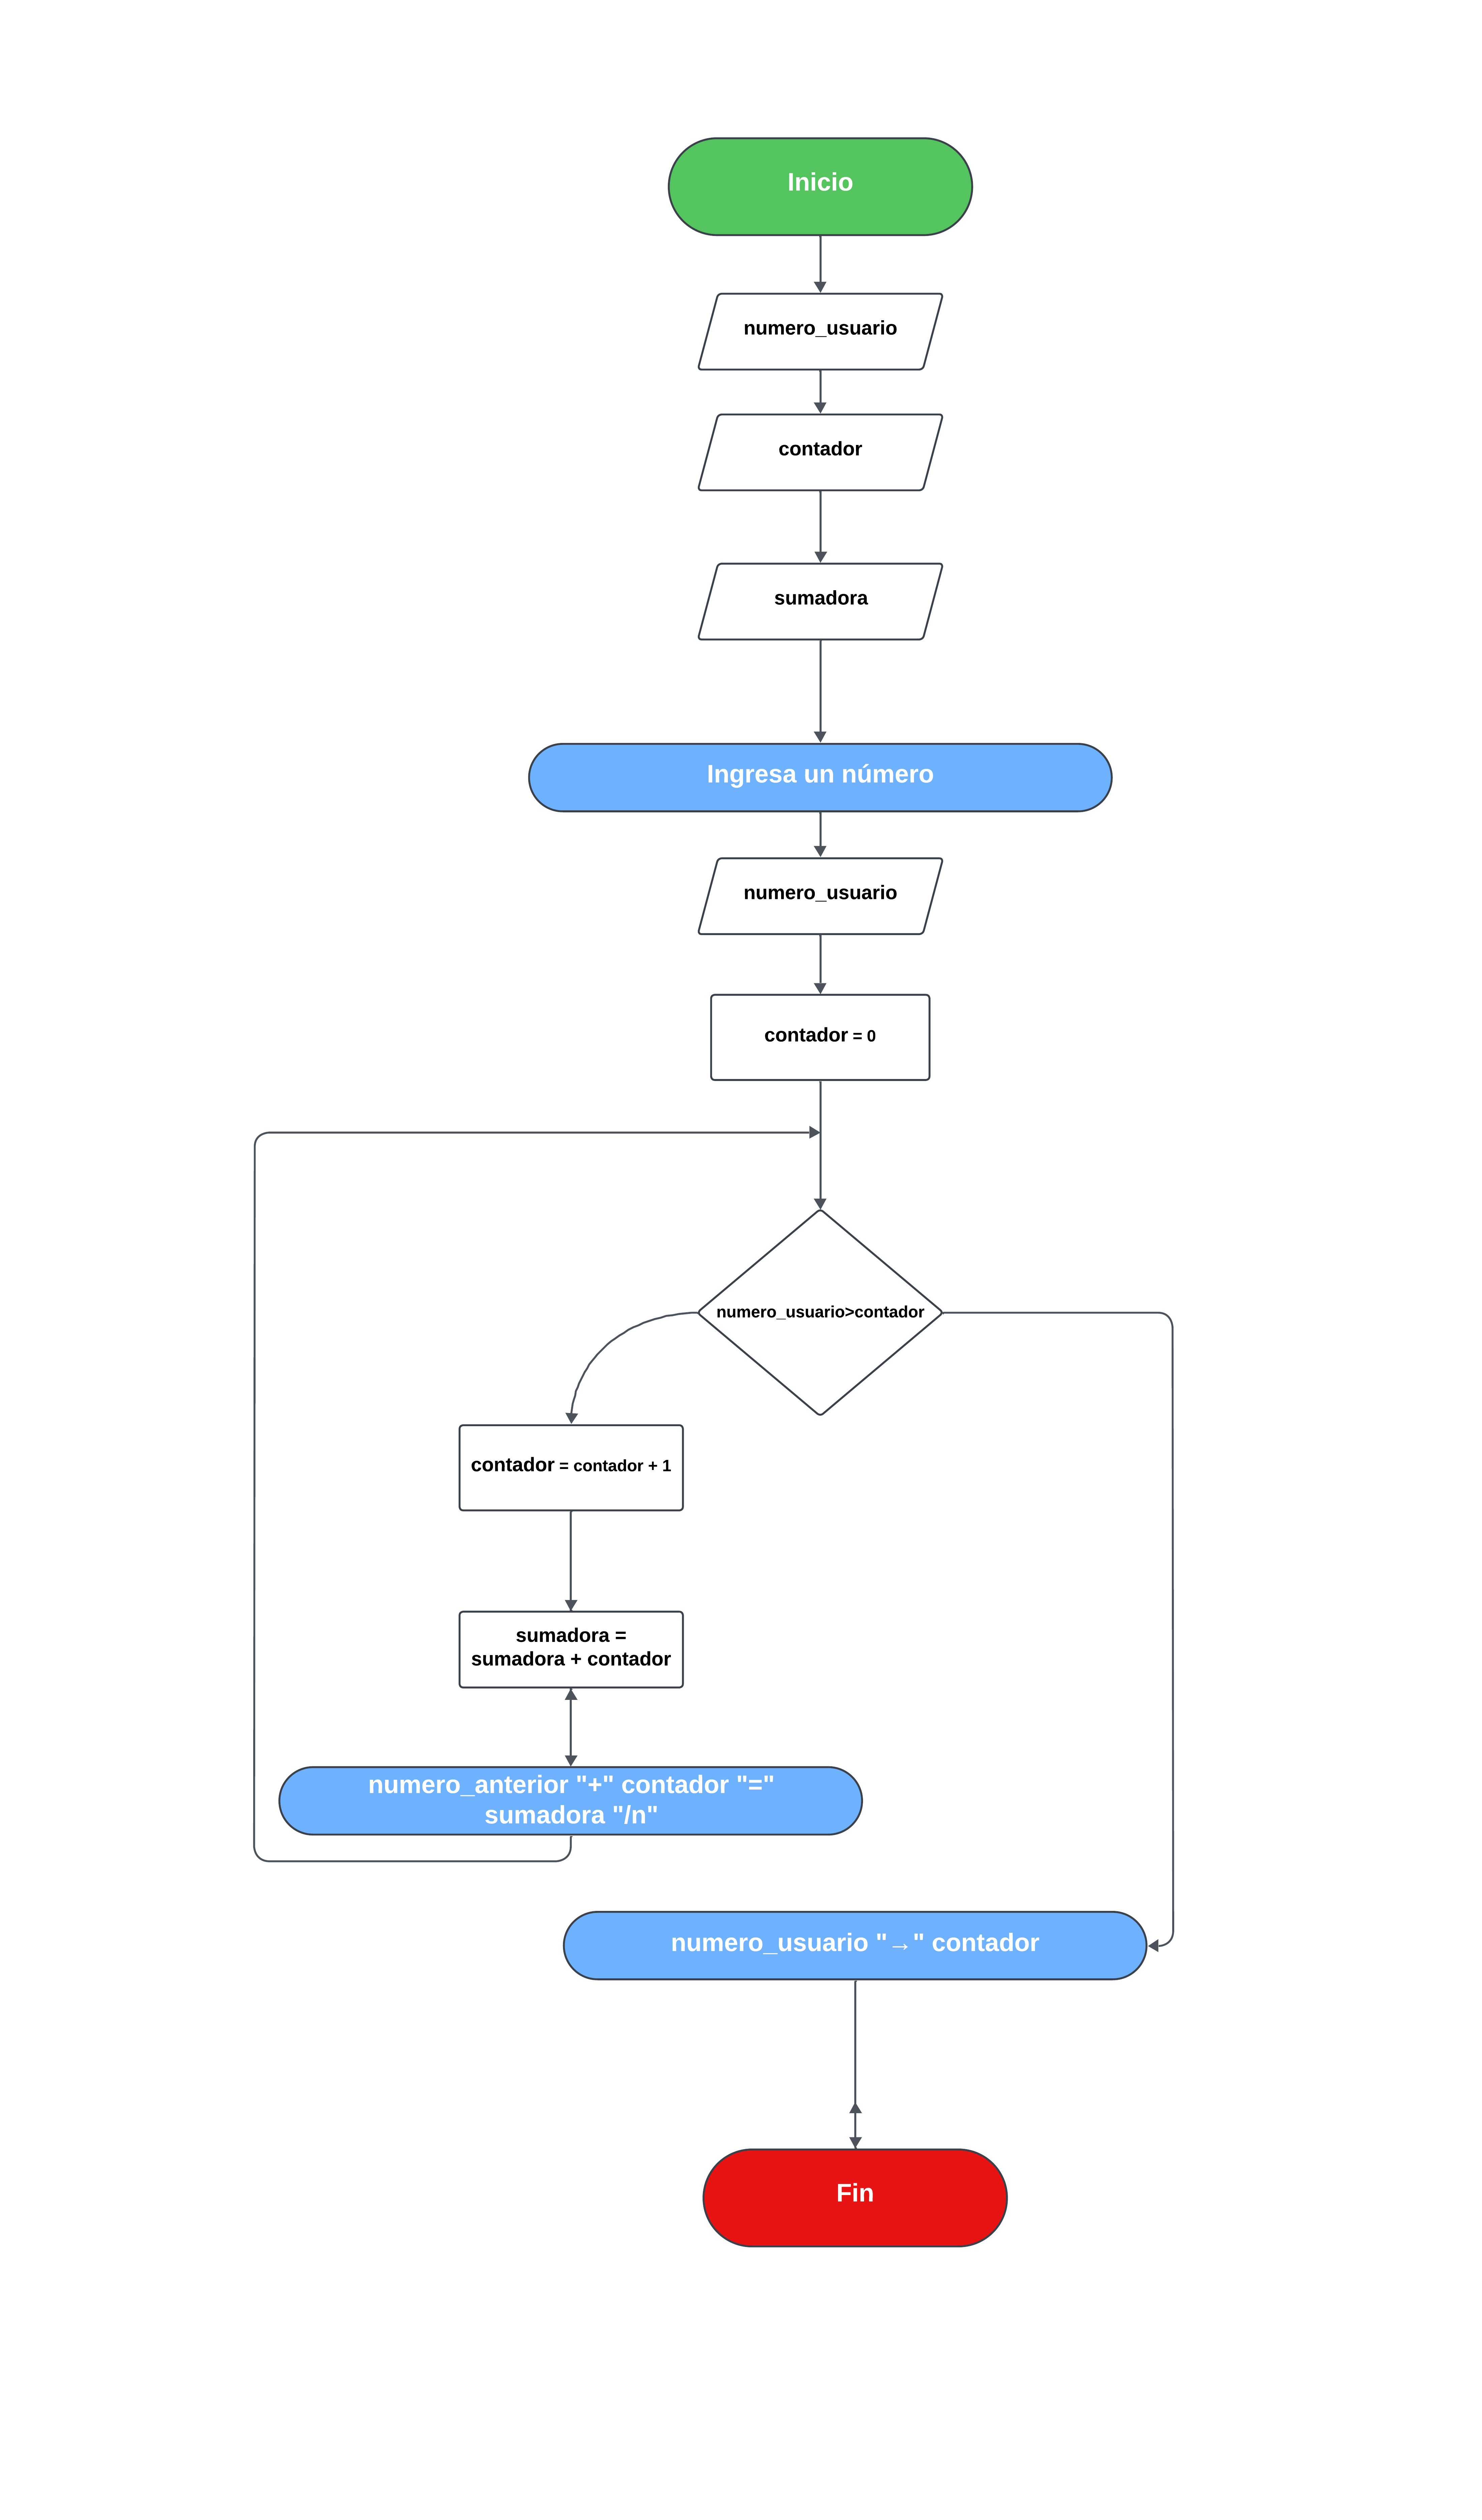 Inicio
numero_usuario
contador
sumadora
Ingresa un número
numero_usuario
contador = 0
numero_usuario>contador
contador = contador + 1
sumadora =
sumadora + contador
numero_anterior "+" contador "="
sumadora "/n"
numero_usuario "→" contador
Fin